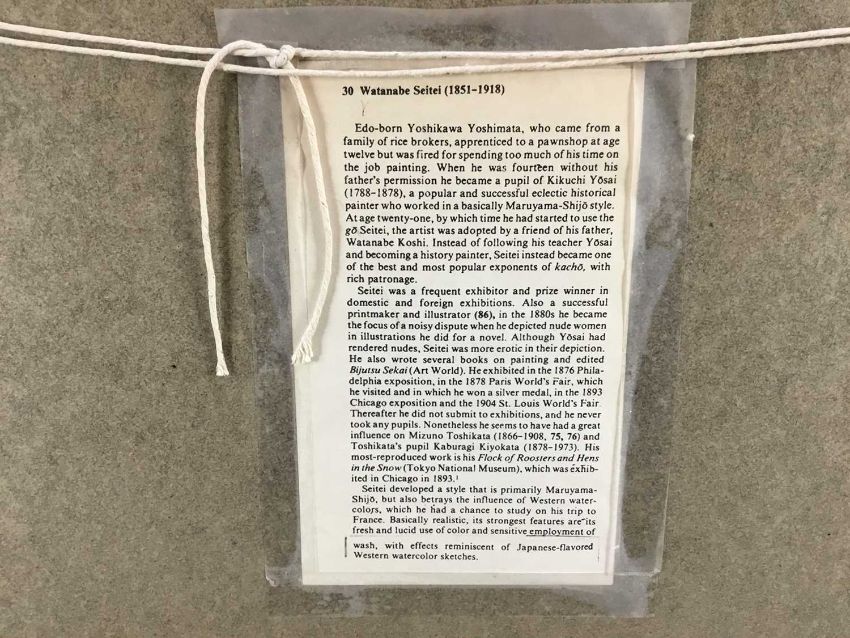 30 Watanabe Seitei (1851–1918)
Edo-born Yoshikawa Yoshimata, who came from a
family of rice brokers, apprenticed to a pawnshop at age
twelve but was fired for spending too much of his time on
the job painting. When he was fourteen without his
father's permission he became a pupil of Kikuchi Yōsai
(1788–1878), a popular and successful eclectic historical
painter who worked in a basically Maruyama-Shijō style.
At age twenty-one, by which time he had started to use the
gō Seitei, the artist was adopted by a friend of his father,
Watanabe Koshi. Instead of following his teacher Yōsai
and becoming a history painter, Seitei instead became one
of the best and most popular exponents of kachō, with
rich patronage.
Seitei was a frequent exhibitor and prize winner in
domestic and foreign exhibitions. Also a successful
printmaker and illustrator (86), in the 1880s he became
the focus of a noisy dispute when he depicted nude women
in illustrations he did for a novel. Although Yōsai had
rendered nudes, Seitei was more erotic in their depiction.
He also wrote several books on painting and edited
Bijutsu Sekai (Art World). He exhibited in the 1876 Phila-
delphia exposition, in the 1878 Paris World's Fair, which
he visited and in which he won a silver medal, in the 1893
Chicago exposition and the 1904 St. Louis World's Fair.
Thereafter he did not submit to exhibitions, and he never
took any pupils. Nonetheless he seems to have had a great
influence on Mizuno Toshikata (1866–1908, 75, 76) and
Toshikata's pupil Kaburagi Kiyokata (1878–1973). His
most-reproduced work is his Flock of Roosters and Hens
in the Snow (Tokyo National Museum), which was exhib-
ited in Chicago in 1893.¹
Seitei developed a style that is primarily Maruyama-
Shijō, but also betrays the influence of Western water-
colors, which he had a chance to study on his trip to
France. Basically realistic, its strongest features are its
fresh and lucid use of color and sensitive employment of
wash, with effects reminiscent of Japanese-flavored
Western watercolor sketches.